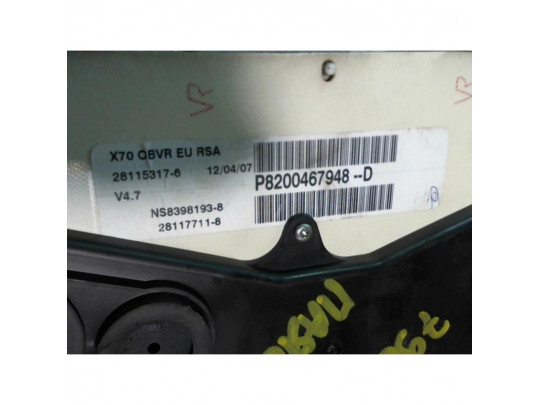 X70 OBVR EU RSA
28115317-6 12/04/07
V4.7
P8200467948--D
NS8398193-8
28117711-8